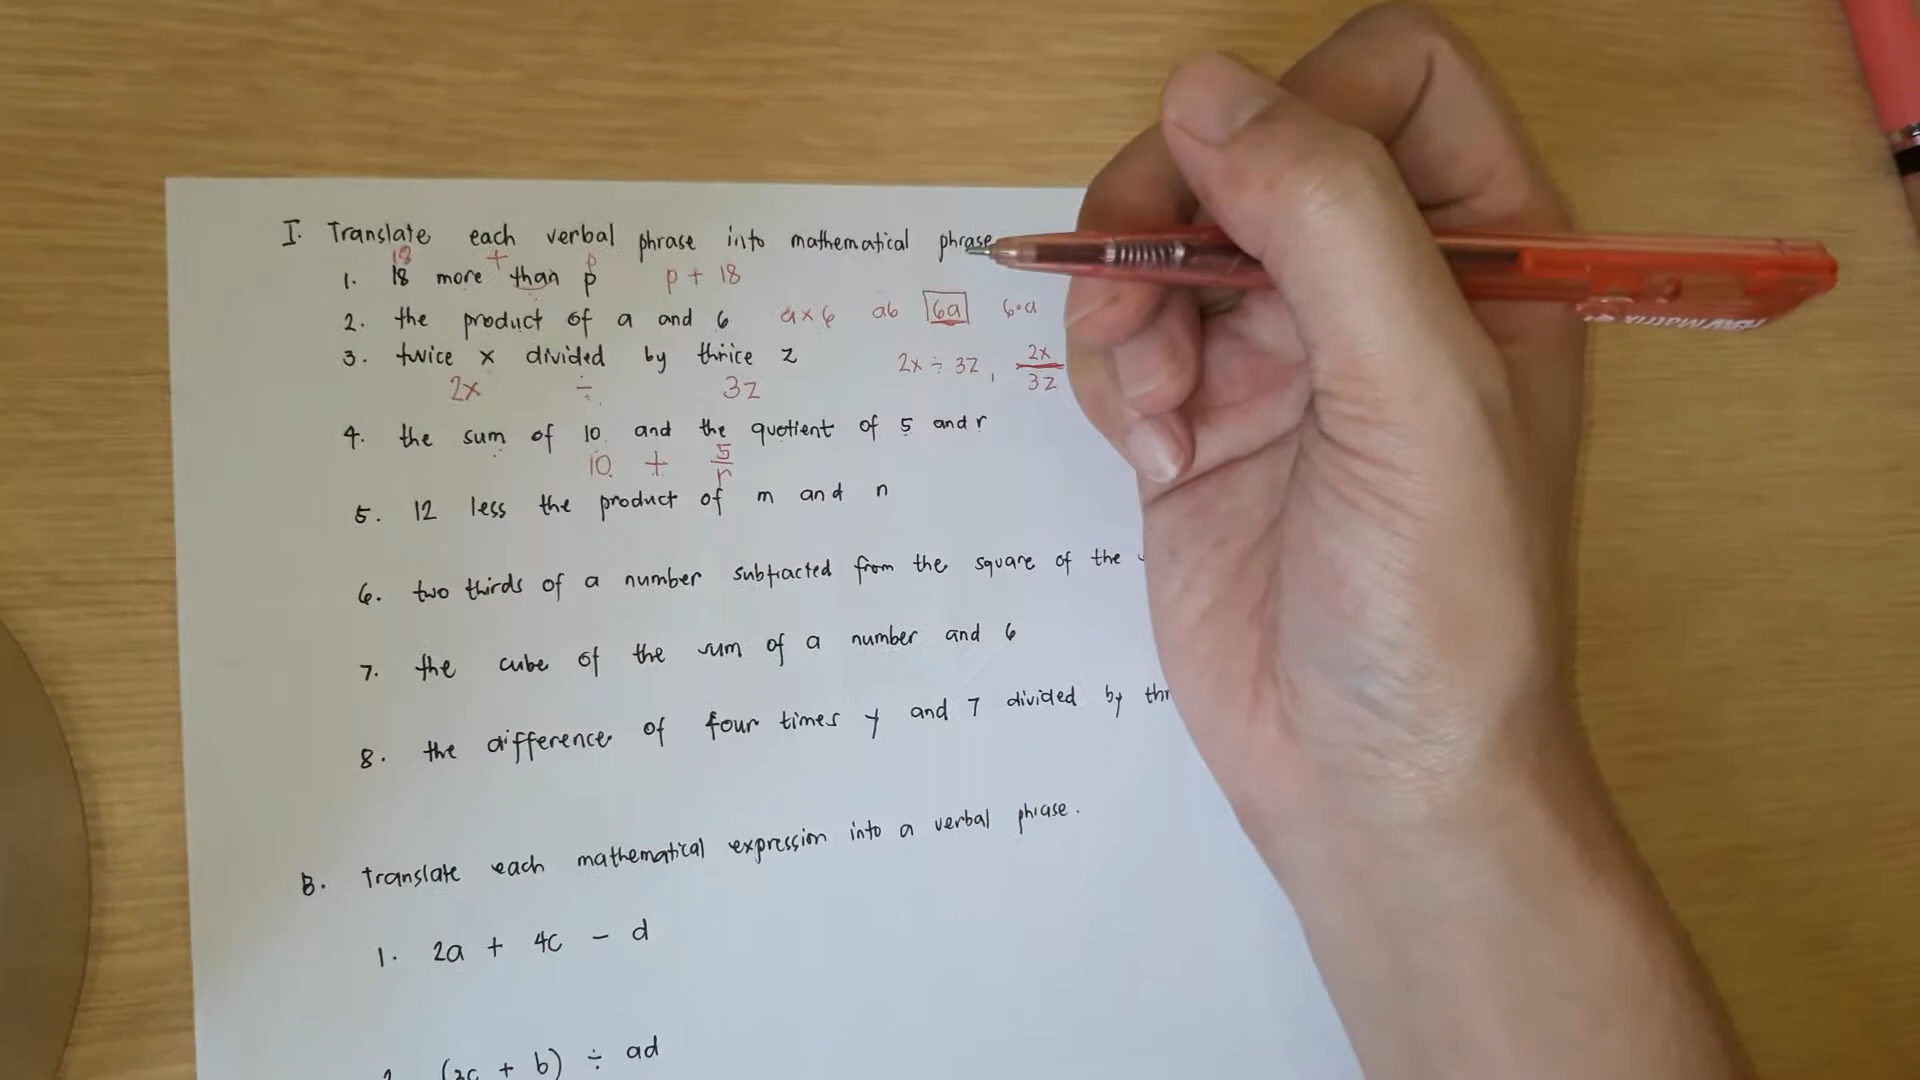 I. Translate each verbal phrase into mathematical phrase
18 + p
1. 18 more than p p + 18
2. the product of a and 6 a x 6 a6 6a 6·a
3. twice x divided by thrice z 2x ÷ 3z , 2x/3z
2x ÷ 3z
4. the sum of 10 and the quotient of 5 and r
10 + 5/r
5. 12 less the product of m and n
6. two thirds of a number subtracted from the square of the
7. the cube of the sum of a number and 6
8. the difference of four times y and 7 divided by thr
B. Translate each mathematical expression into a verbal phrase.
1. 2a + 4c - d
+ b) ÷ ad